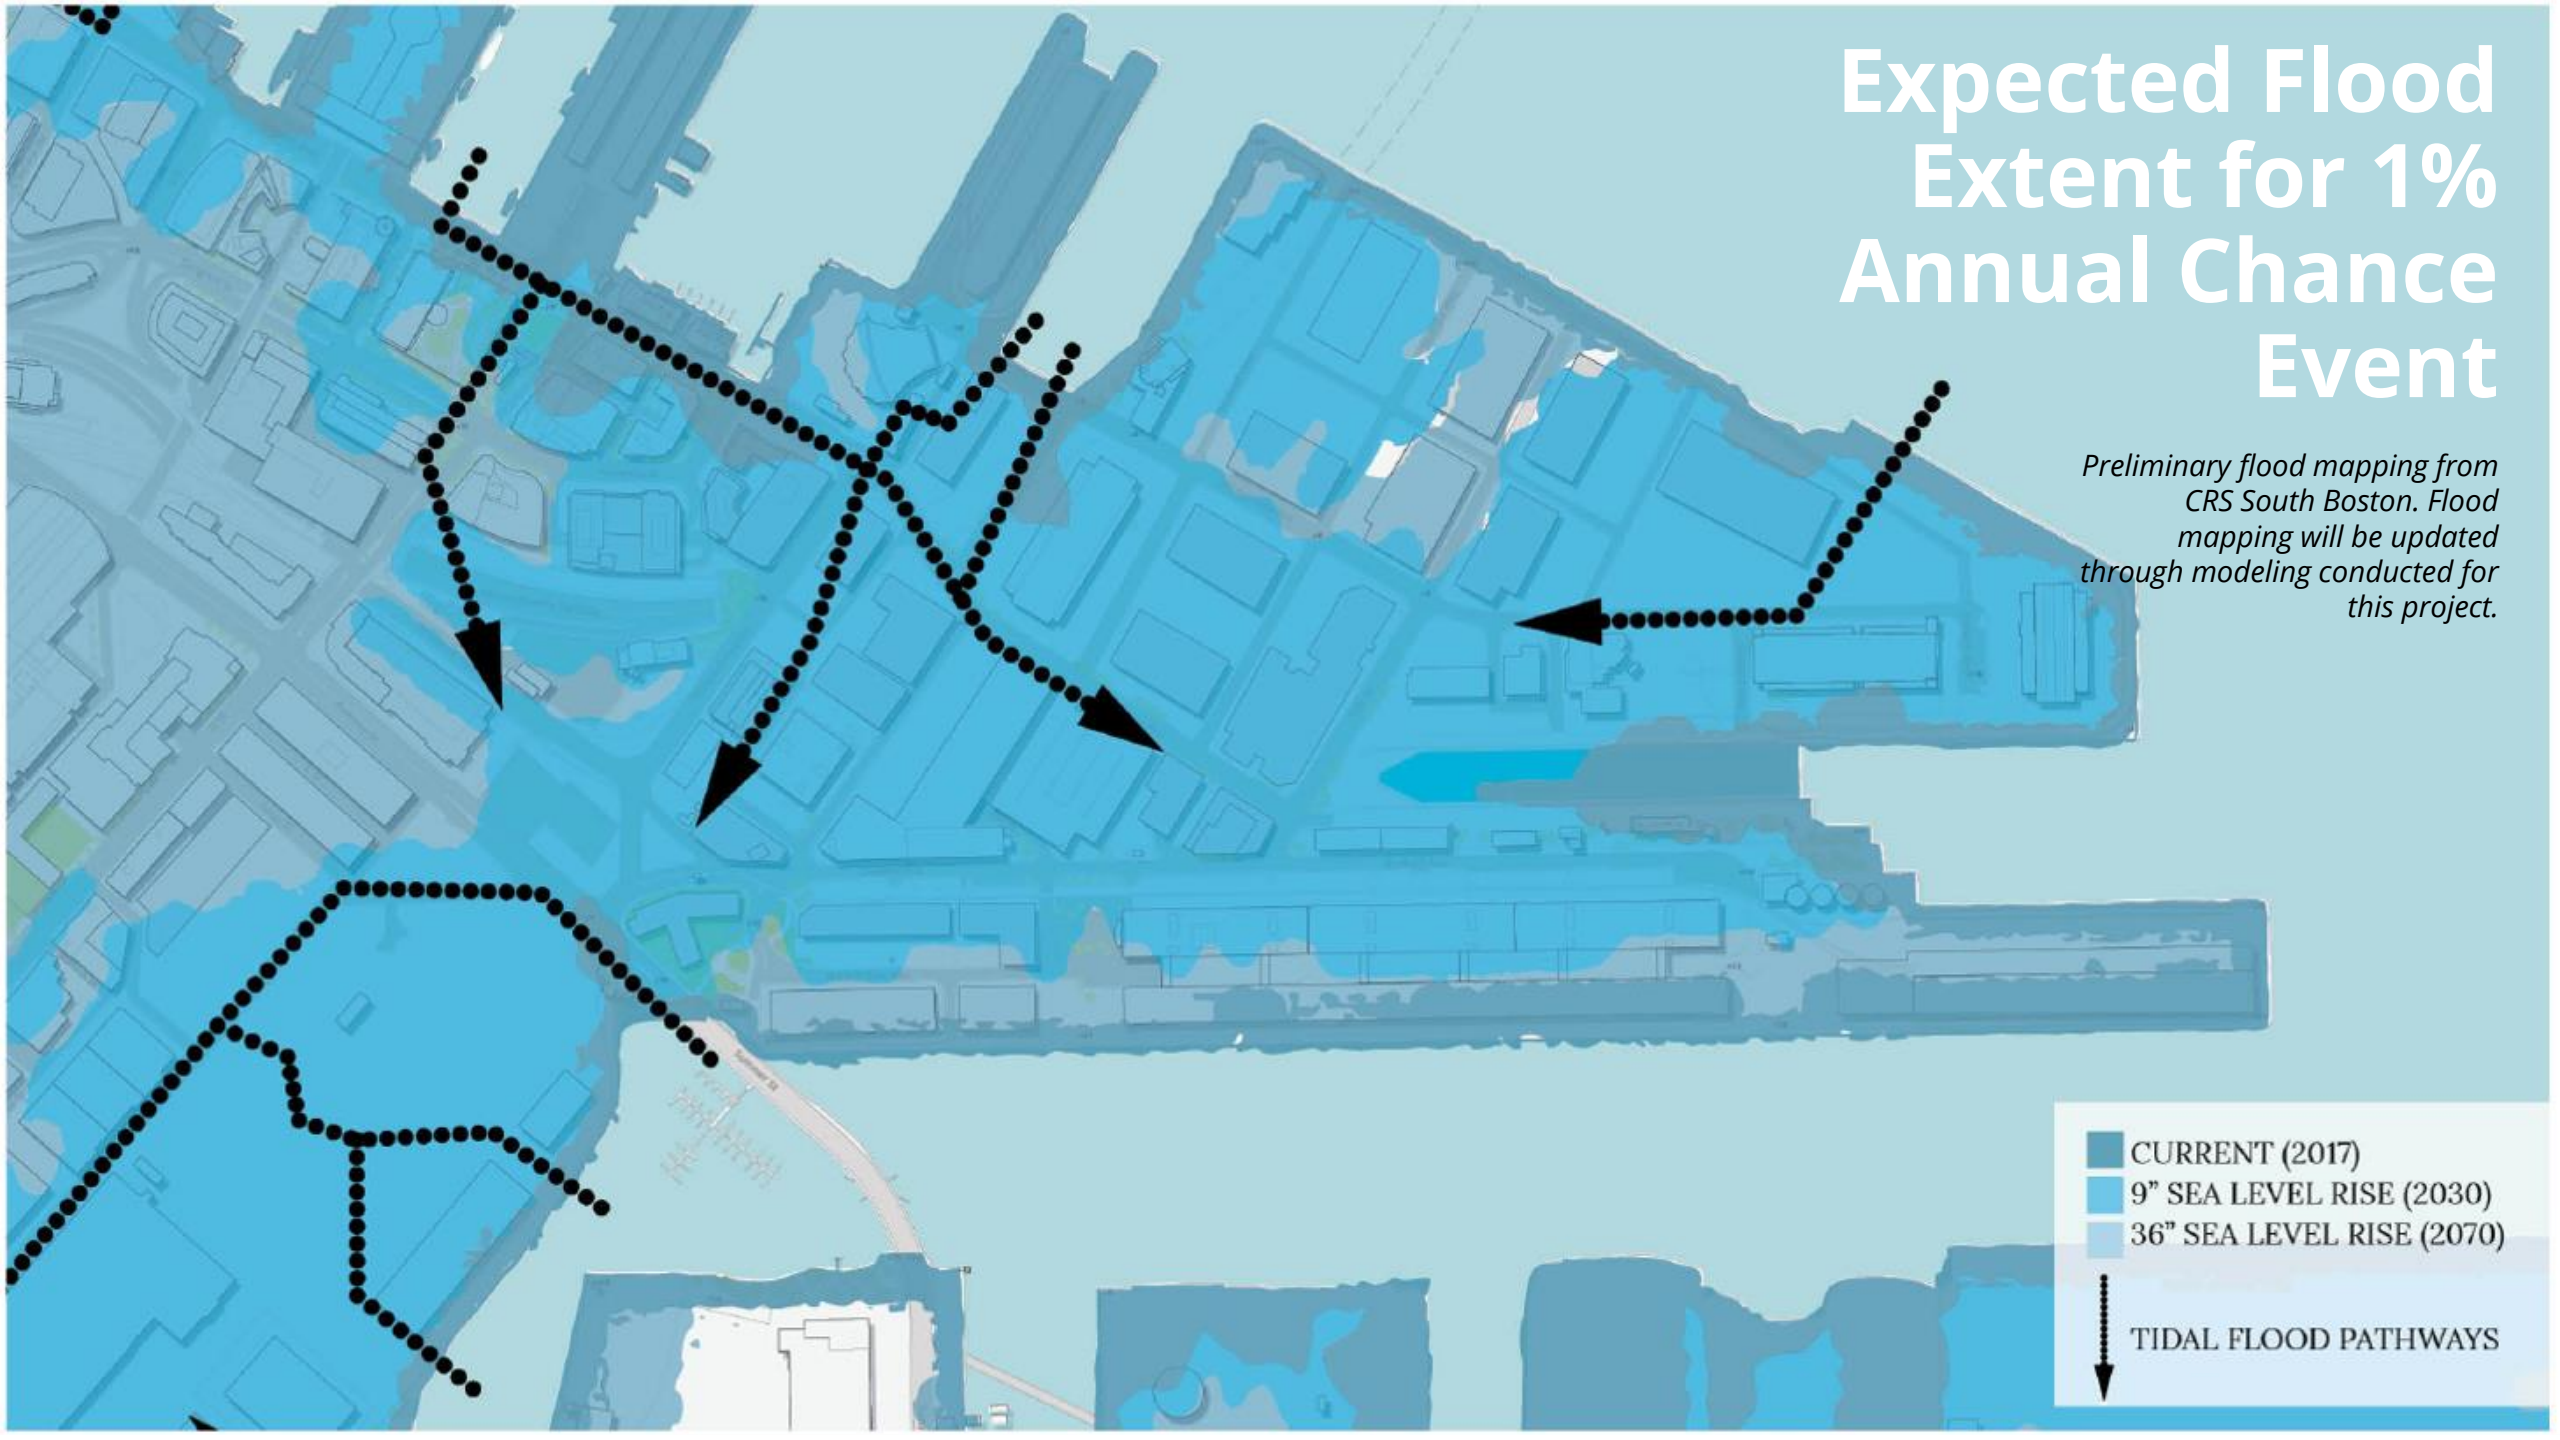 Expected Flood
Extent for 1%
Annual Chance
Event
Preliminary flood mapping from
CRS South Boston. Flood
mapping will be updated
through modeling conducted for
this project.
Summer St
CURRENT (2017)
9” SEA LEVEL RISE (2030)
36” SEA LEVEL RISE (2070)
TIDAL FLOOD PATHWAYS